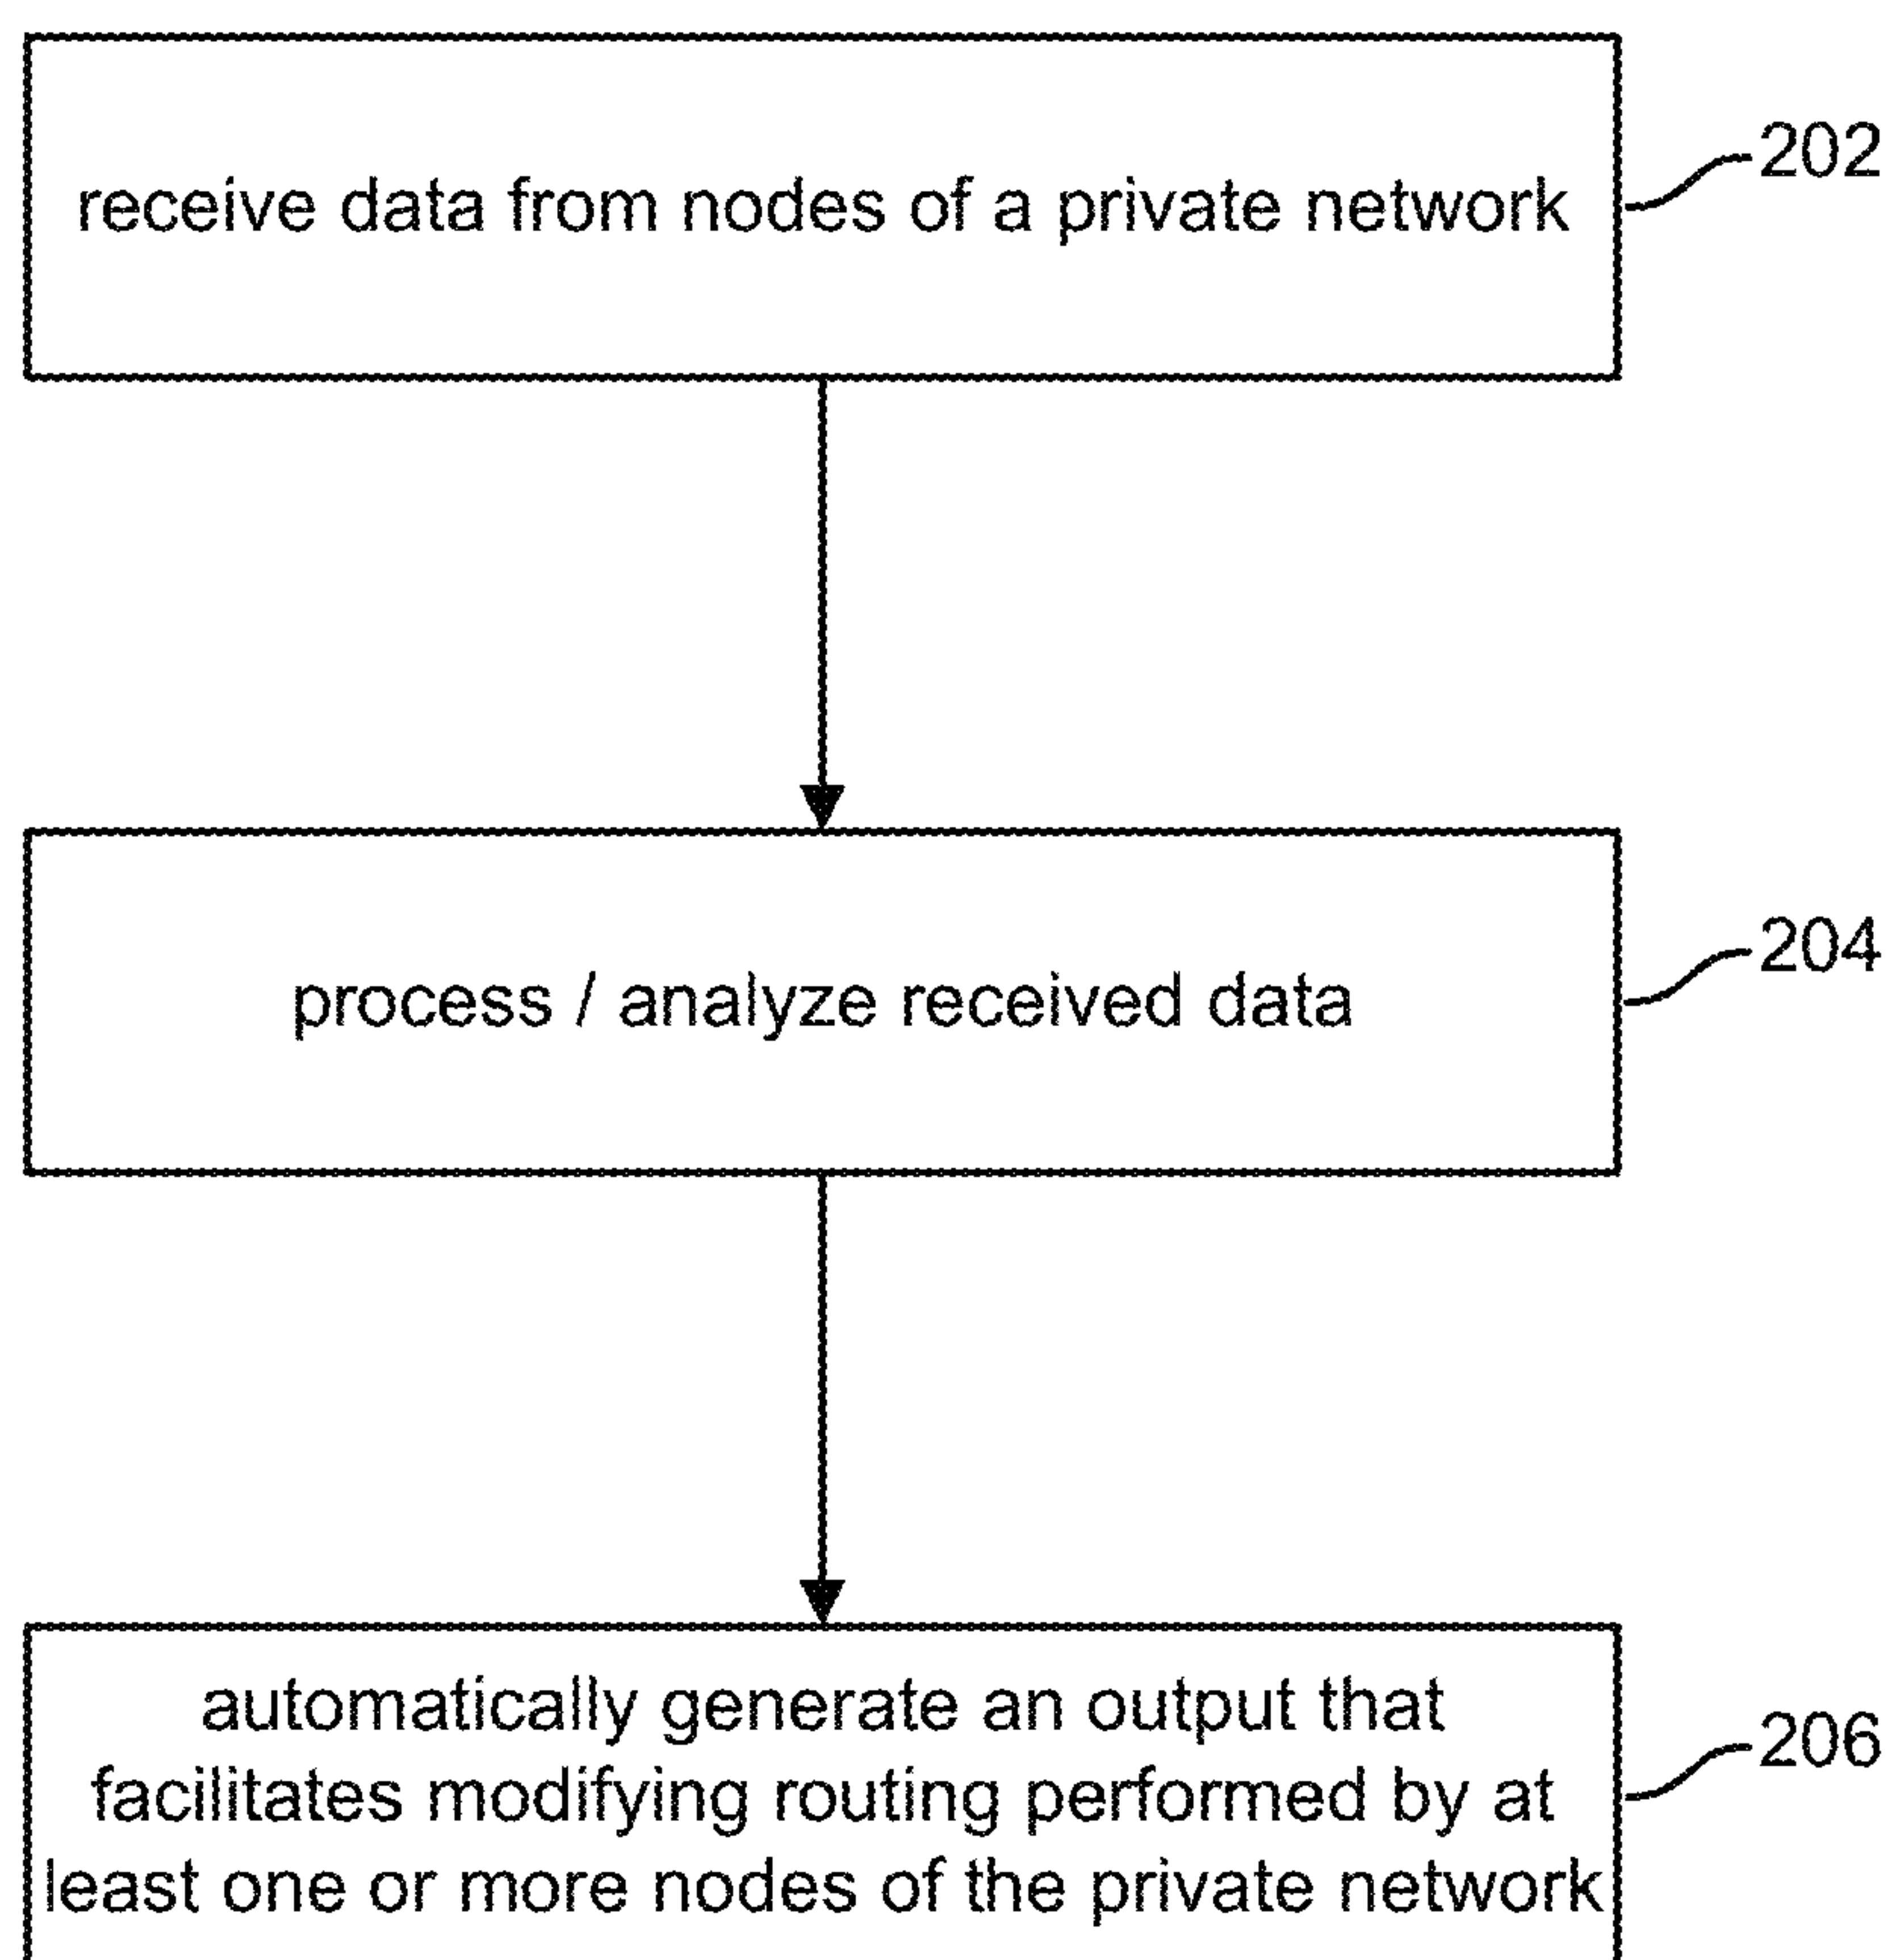 receive data from nodes of a private network
202
process / analyze received data
204
automatically generate an output that
facilitates modifying routing performed by at
least one or more nodes of the private network
206